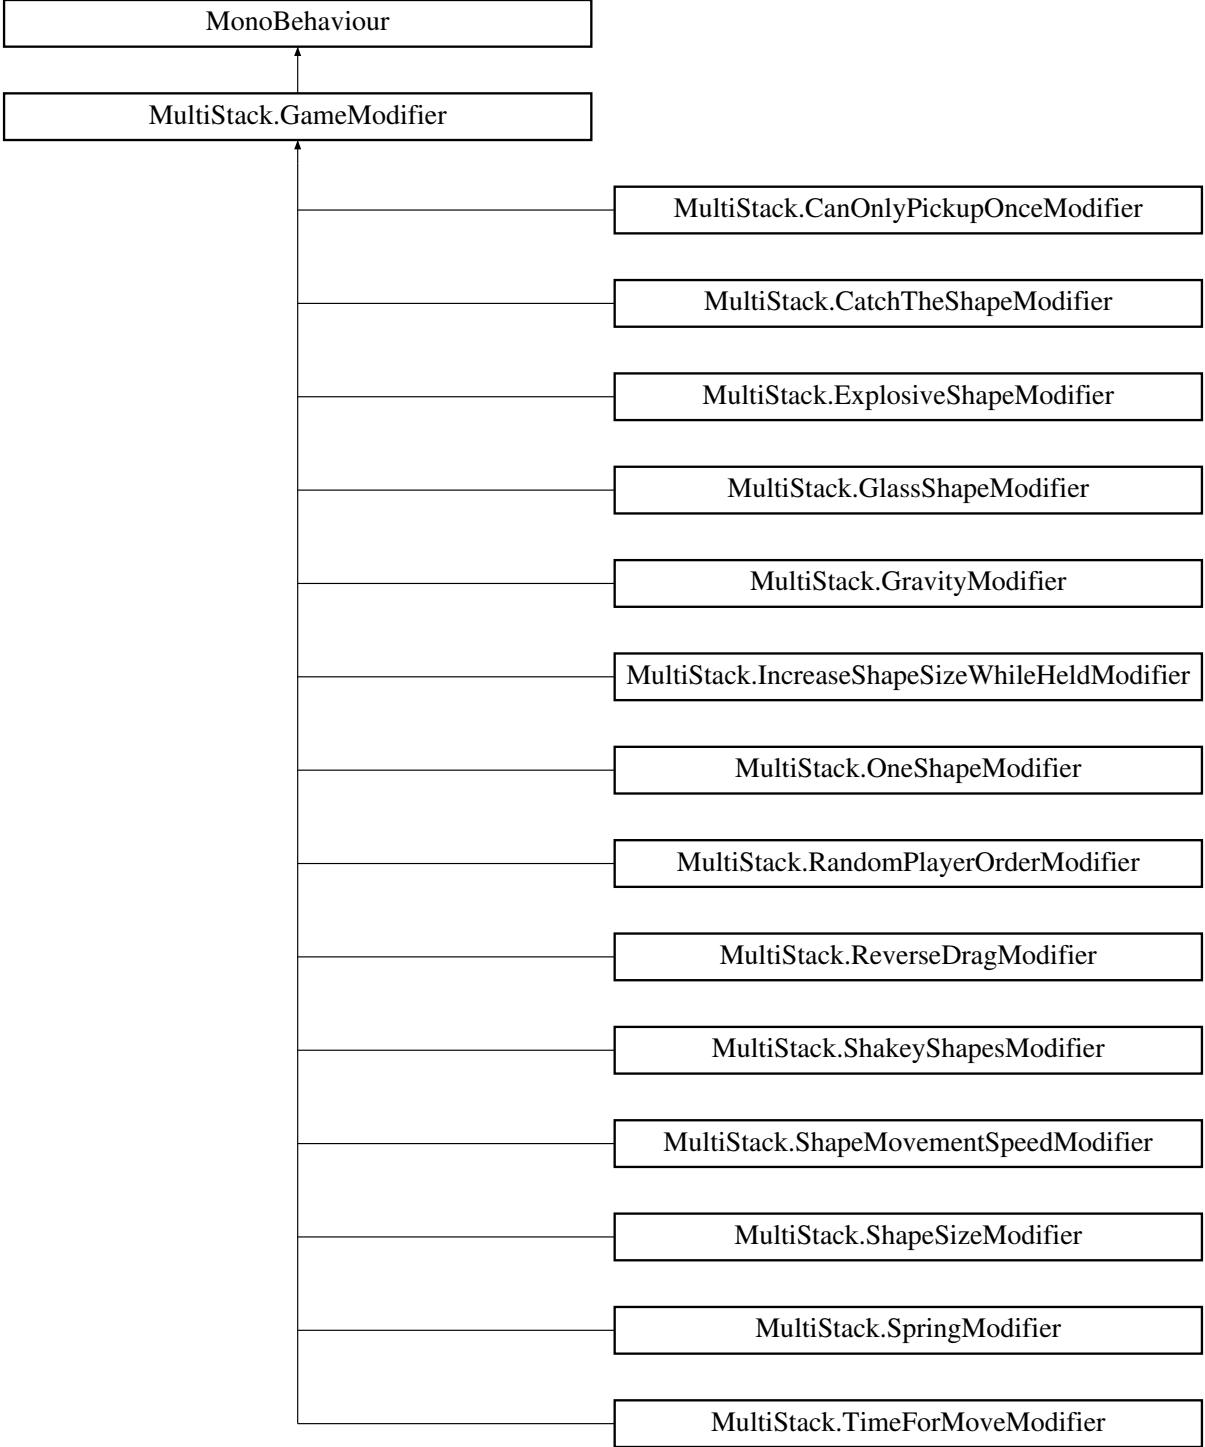 MonoBehaviour
MultiStack.GameModifier
MultiStack.CanOnlyPickupOnceModifier
MultiStack.CatchTheShapeModifier
MultiStack.ExplosiveShapeModifier
MultiStack.GlassShapeModifier
MultiStack.GravityModifier
MultiStack.IncreaseShapeSizeWhileHeldModifier
MultiStack.OneShapeModifier
MultiStack.RandomPlayerOrderModifier
MultiStack.ReverseDragModifier
MultiStack.ShakeyShapesModifier
MultiStack.ShapeMovementSpeedModifier
MultiStack.ShapeSizeModifier
MultiStack.SpringModifier
MultiStack.TimeForMoveModifier